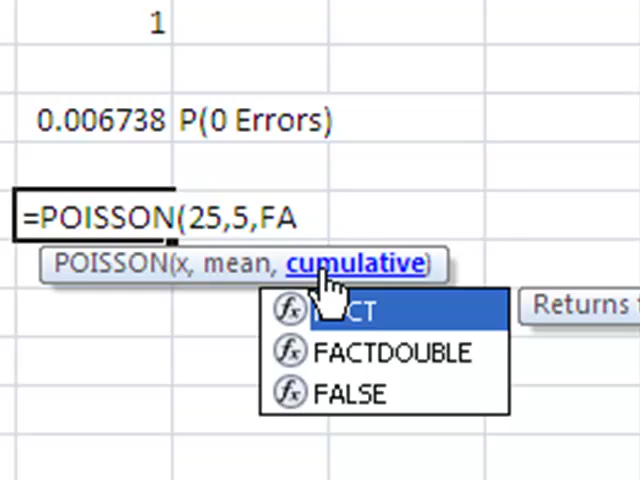 1
0.006738 P(0 Errors)
=POISSON(25,5,FA
POISSON(x, mean, cumulative)
Returns
FACTDOUBLE
FALSE